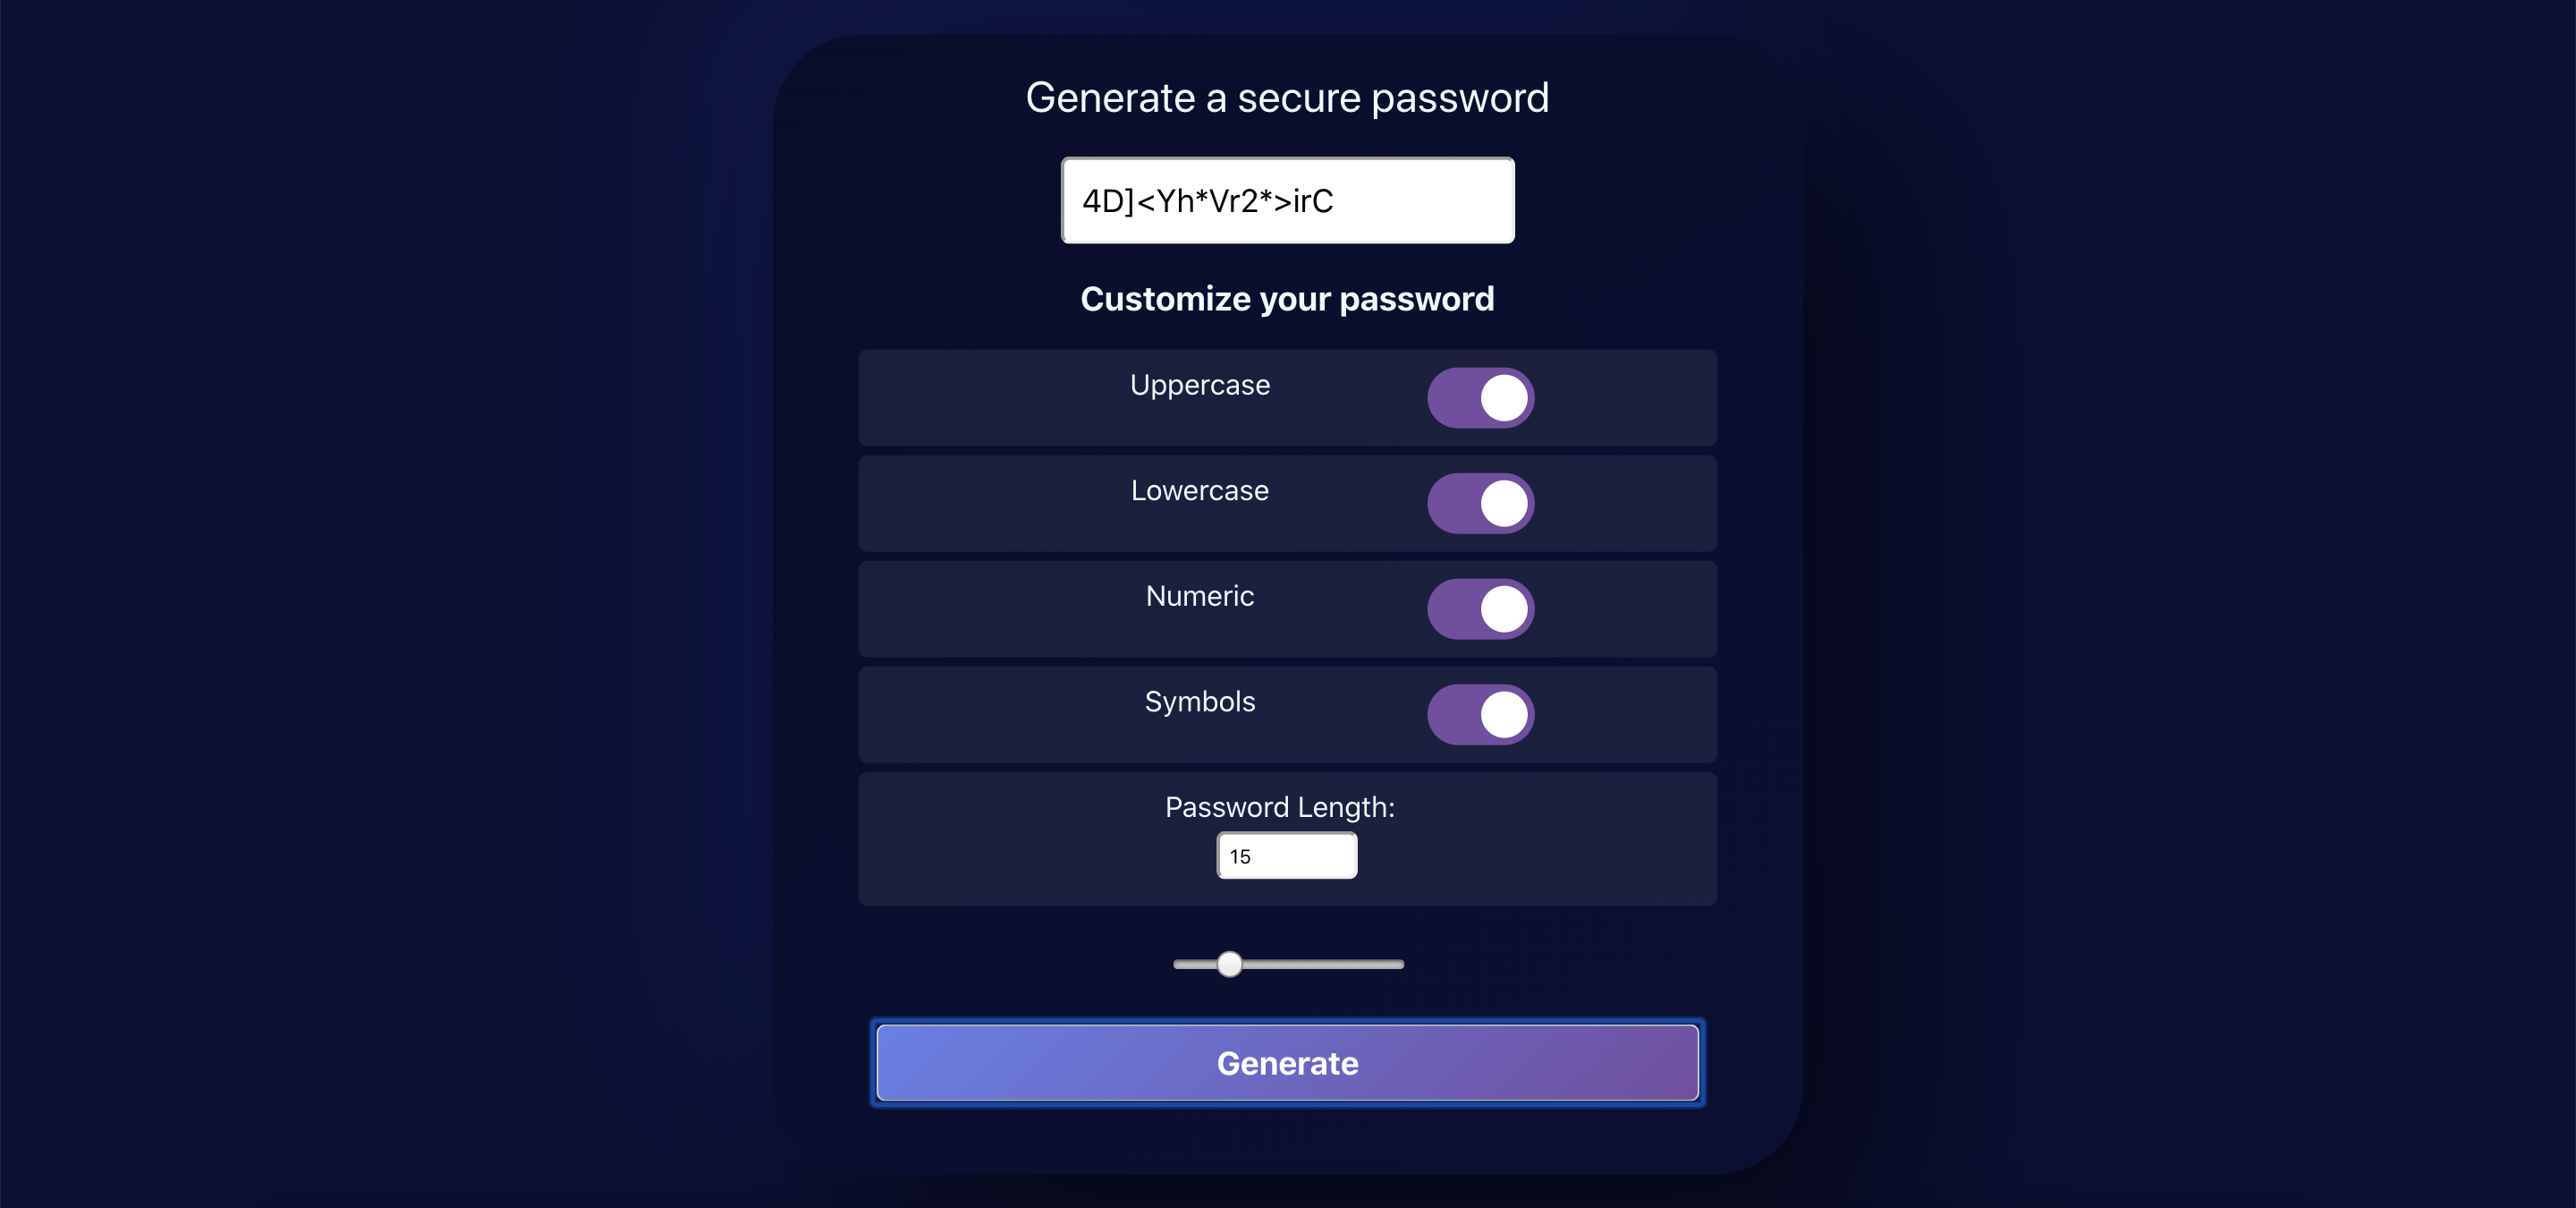 Generate a secure password
4D]<Yh*Vr2*>irC
Customize your password
Uppercase
Lowercase
Numeric
Symbols
Password Length:
15
Generate